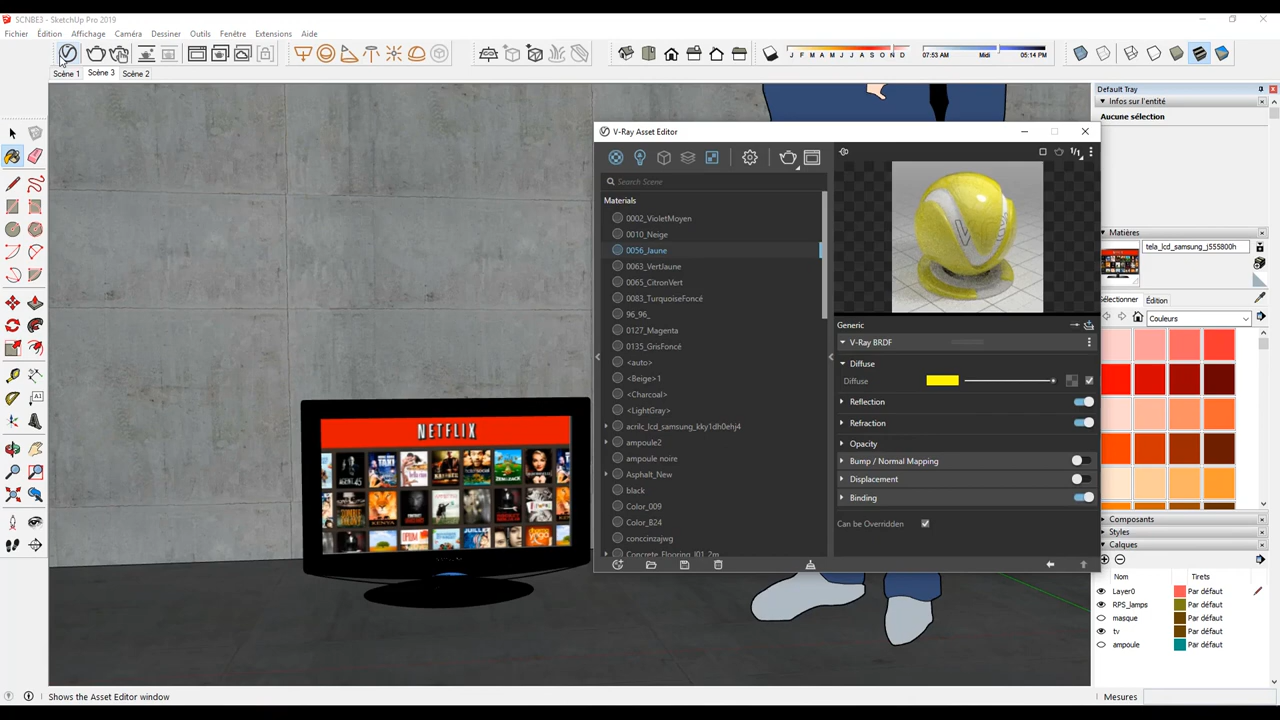 SCNBE3 - SketchUp Pro 2019
Fichier Édition Affichage Caméra Dessiner Outils Fenêtre Extensions Aide
J F M A M J J A S O N D
07:53 AM Midi 05:14 PM
Scène 1 Scène 3 Scène 2
Default Tray
Infos sur l'entité
Aucune sélection
V-Ray Asset Editor
1/1
Search Scene
Materials
0002_VioletMoyen
0010_Neige
0056_Jaune
0063_VertJaune
0065_CitronVert
0083_TurquoiseFoncé
96_96_
0127_Magenta
0135_GrisFoncé
<auto>
<Beige>1
<Charcoal>
<LightGray>
acrilc_lcd_samsung_kky1dh0ehj4
ampoule2
ampoule noire
Asphalt_New
black
Color_009
Color_B24
conccinzajwg
Concrete_Flooring_J01_2m
Generic
V-Ray BRDF
Diffuse
Diffuse
Reflection
Refraction
Opacity
Bump / Normal Mapping
Displacement
Binding
Can be Overridden
Matières
tela_lcd_samsung_j555800h
Sélectionner Édition
Couleurs
NETFLIX
Composants
Styles
Calques
Nom Tirets
Layer0 Par défaut
RPS_lamps Par défaut
masque Par défaut
tv Par défaut
ampoule Par défaut
Shows the Asset Editor window
Mesures